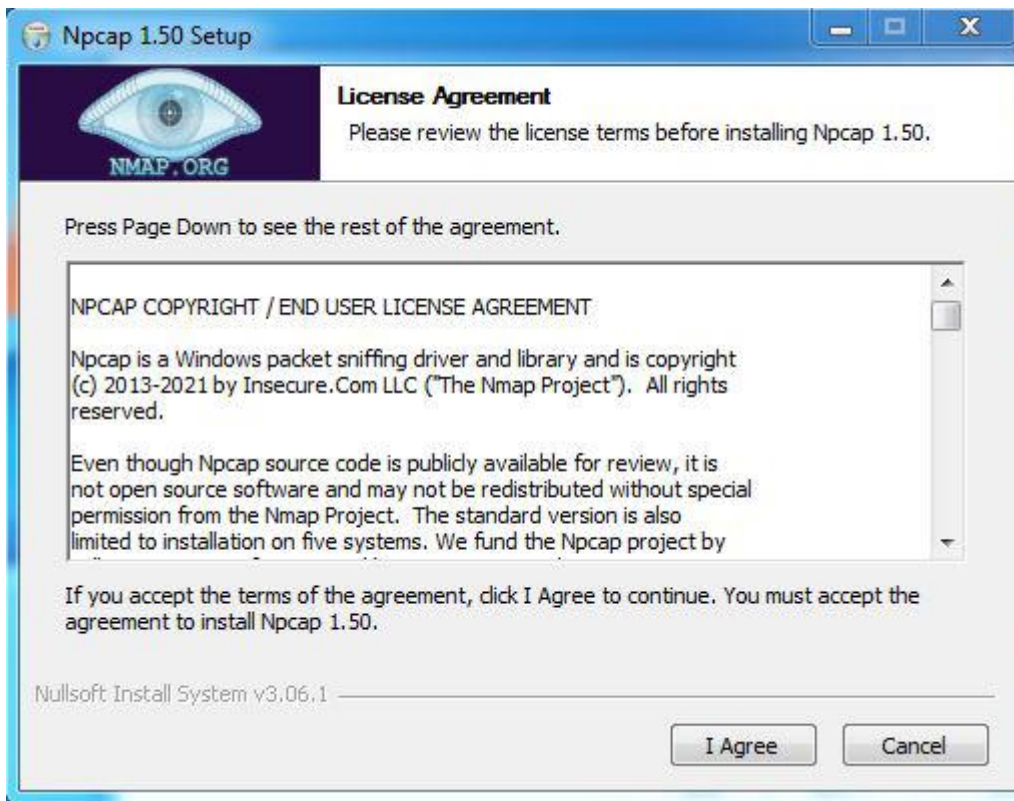 Npcap 1.50 Setup
NMAP.ORG
License Agreement
Please review the license terms before installing Npcap 1.50.
Press Page Down to see the rest of the agreement.
NPCAP COPYRIGHT / END USER LICENSE AGREEMENT
Npcap is a Windows packet sniffing driver and library and is copyright
(c) 2013-2021 by Insecure.Com LLC ("The Nmap Project").  All rights
reserved.
Even though Npcap source code is publicly available for review, it is
not open source software and may not be redistributed without special
permission from the Nmap Project.  The standard version is also
limited to installation on five systems. We fund the Npcap project by
If you accept the terms of the agreement, click I Agree to continue. You must accept the
agreement to install Npcap 1.50.
Nullsoft Install System v3.06.1
I Agree
Cancel